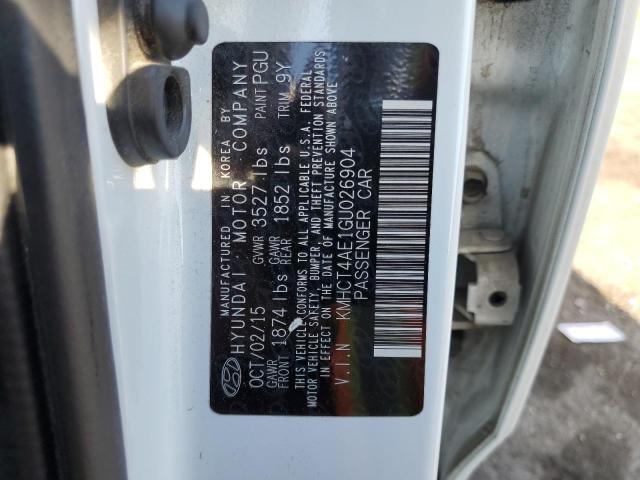 MANUFACTURED IN KOREA BY
HYUNDAI MOTOR COMPANY
OCT/02/15 GVWR 3527 lbs PAINT PGU
GAWR FRONT 1874 lbs GAWR REAR 1852 lbs TRIM 9Y
THIS VEHICLE CONFORMS TO ALL APPLICABLE U.S.A. FEDERAL
MOTOR VEHICLE SAFETY, BUMPER, AND THEFT PREVENTION STANDARDS
IN EFFECT ON THE DATE OF MANUFACTURE SHOWN ABOVE
V.I.N KMHCT4AE1GU026904
PASSENGER CAR